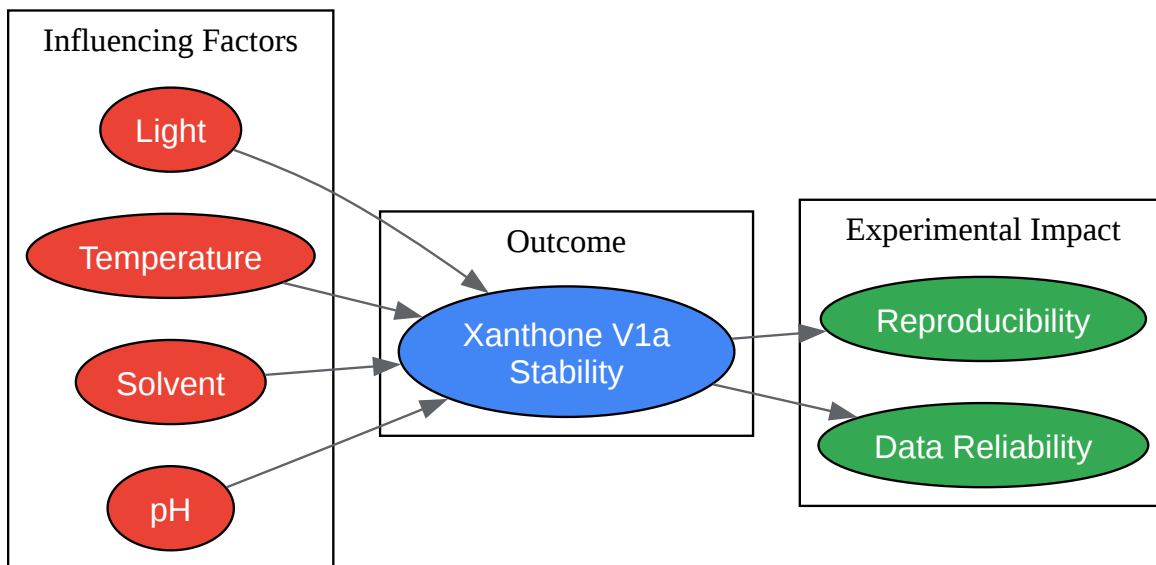 Influencing Factors
Light
Temperature
Solvent
pH
Outcome
Xanthone V1a
Stability
Experimental Impact
Reproducibility
Data Reliability